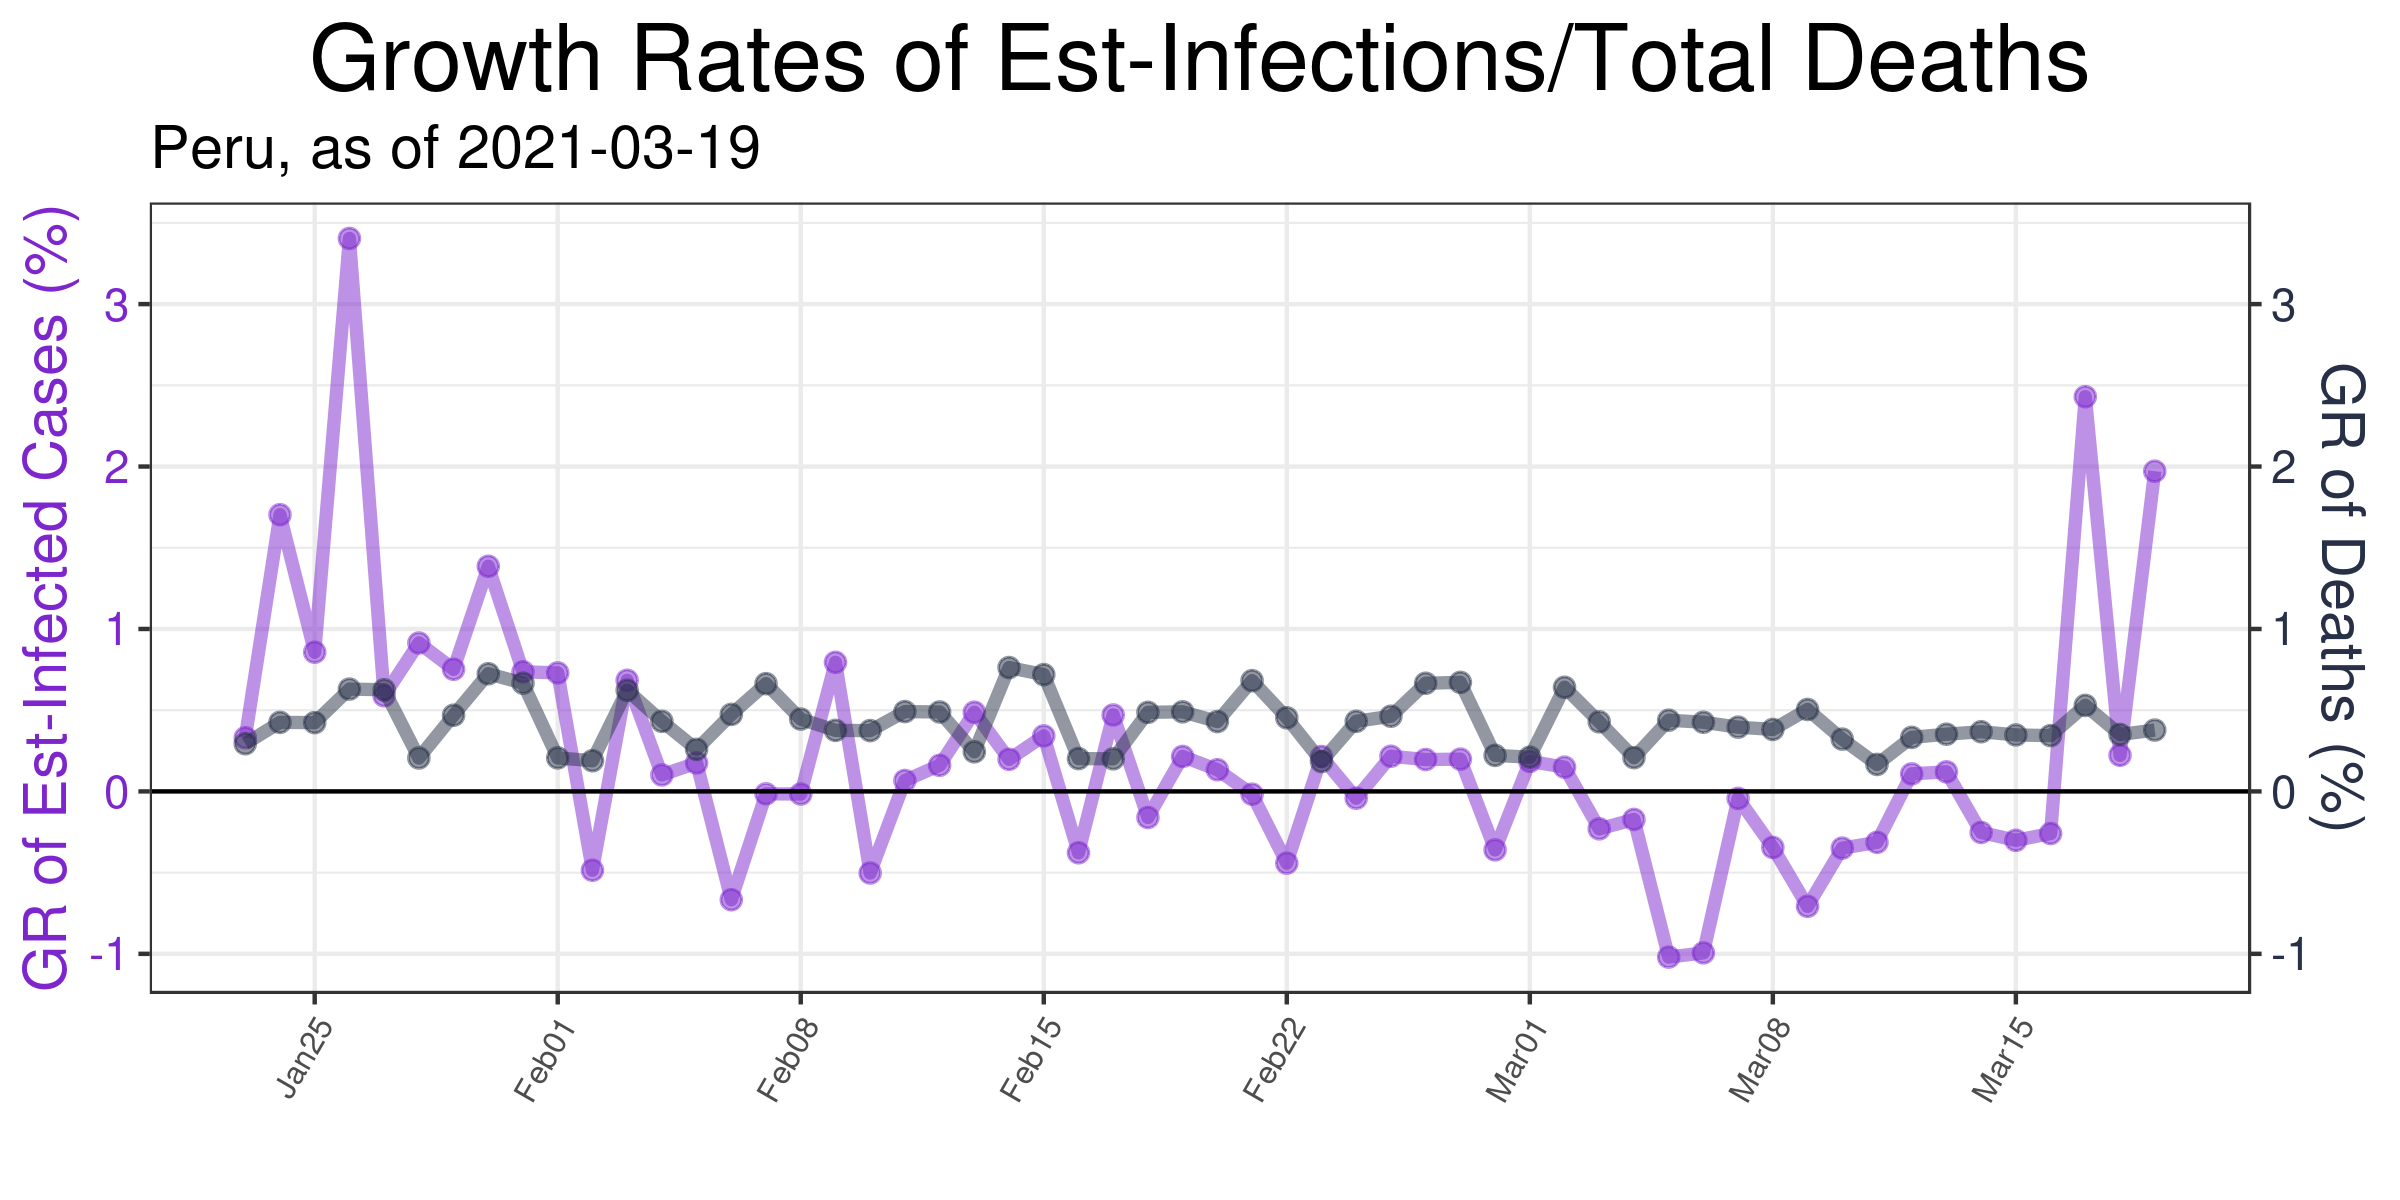 Growth Rates of Est-Infections/Total Deaths
Peru, as of 2021-03-19
GR of Est-Infected Cases (%)
3
2
1
0
-1
3
2
1
0
-1
GR of Deaths (%)
Jan25
Feb01
Feb08
Feb15
Feb22
Mar01
Mar08
Mar15